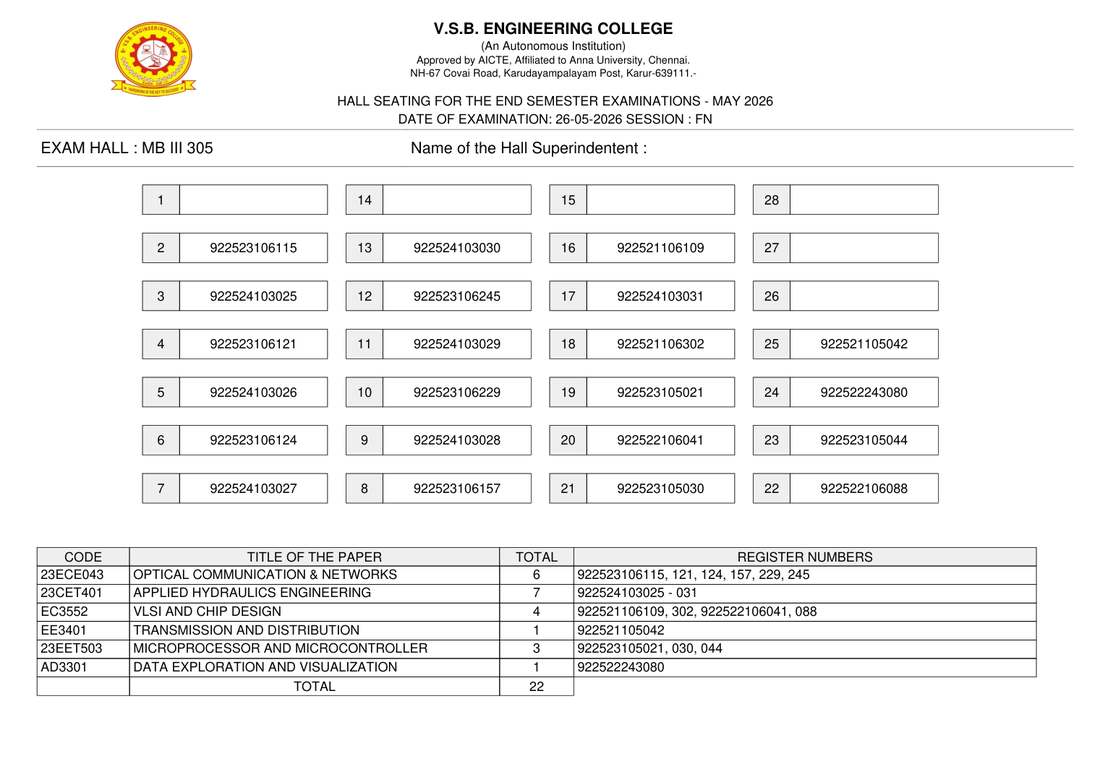 V.S.B. ENGINEERING COLLEGE
(An Autonomous Institution)
Approved by AICTE, Affiliated to Anna University, Chennai.
NH-67 Covai Road, Karudayampalayam Post, Karur-639111.-
HALL SEATING FOR THE END SEMESTER EXAMINATIONS - MAY 2026
DATE OF EXAMINATION: 26-05-2026 SESSION : FN
EXAM HALL : MB III 305 Name of the Hall Superindentent :
1 14 15 28
2 922523106115 13 922524103030 16 922521106109 27
3 922524103025 12 922523106245 17 922524103031 26
4 922523106121 11 922524103029 18 922521106302 25 922521105042
5 922524103026 10 922523106229 19 922523105021 24 922522243080
6 922523106124 9 922524103028 20 922522106041 23 922523105044
7 922524103027 8 922523106157 21 922523105030 22 922522106088
CODE TITLE OF THE PAPER TOTAL REGISTER NUMBERS
23ECE043 OPTICAL COMMUNICATION & NETWORKS 6 922523106115, 121, 124, 157, 229, 245
23CET401 APPLIED HYDRAULICS ENGINEERING 7 922524103025 - 031
EC3552 VLSI AND CHIP DESIGN 4 922521106109, 302, 922522106041, 088
EE3401 TRANSMISSION AND DISTRIBUTION 1 922521105042
23EET503 MICROPROCESSOR AND MICROCONTROLLER 3 922523105021, 030, 044
AD3301 DATA EXPLORATION AND VISUALIZATION 1 922522243080
TOTAL 22